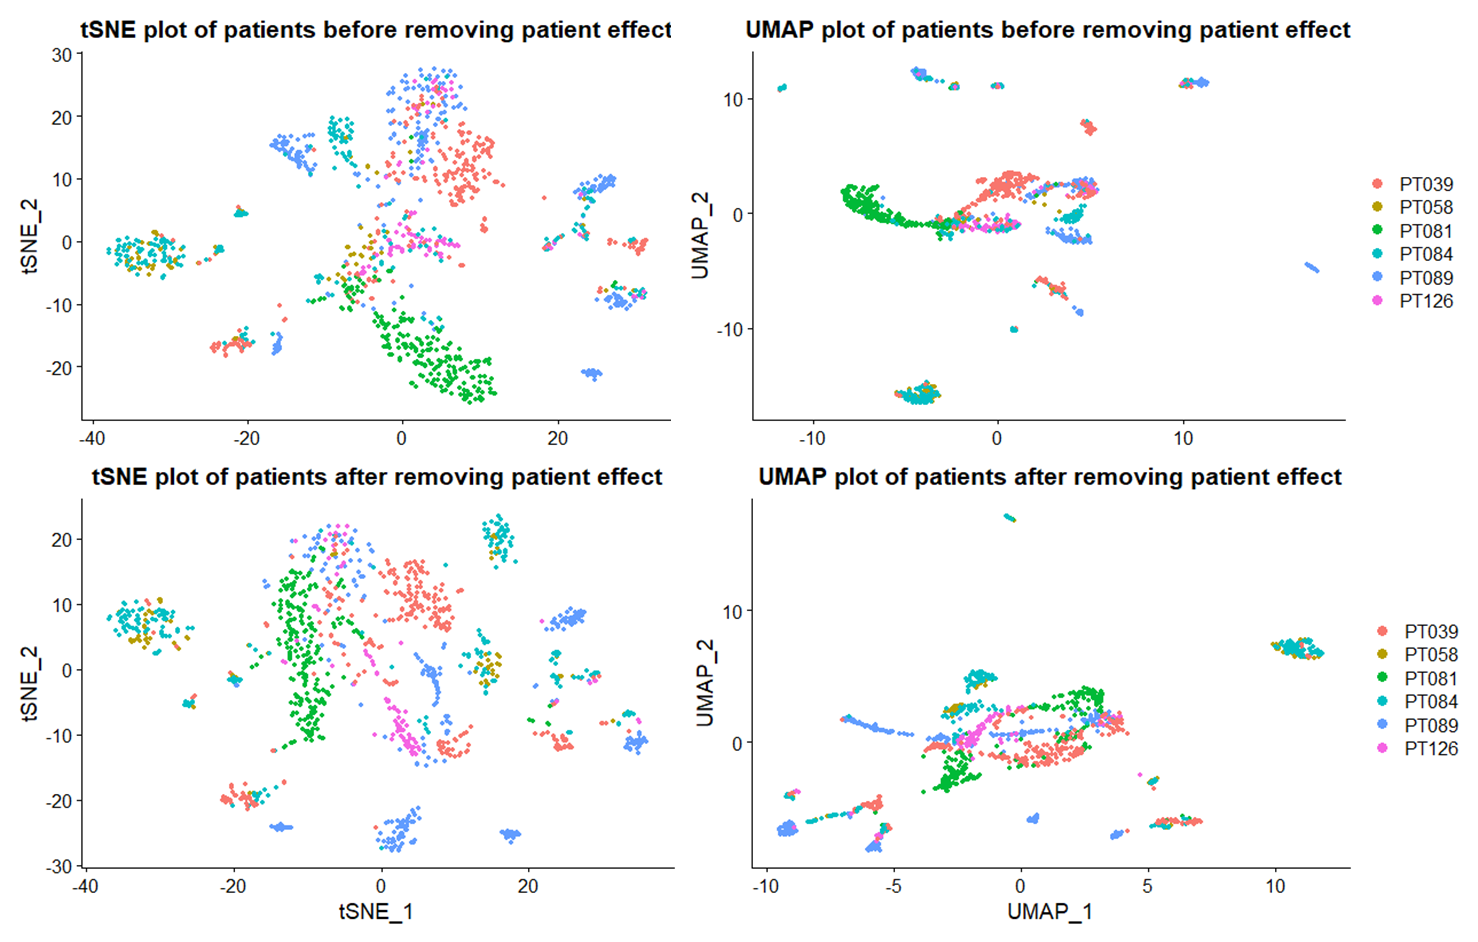 tSNE plot of patients before removing patient effect
30
20
10
0
-10
-20
tSNE_2
-40
-20
0
20
UMAP plot of patients before removing patient effect
10
0
-10
UMAP_2
-10
0
10
PT039
PT058
PT081
PT084
PT089
PT126
tSNE plot of patients after removing patient effect
20
10
0
-10
-20
-30
tSNE_2
-40
-20
0
20
tSNE_1
UMAP plot of patients after removing patient effect
10
0
UMAP_2
-10
-5
0
5
10
UMAP_1
PT039
PT058
PT081
PT084
PT089
PT126